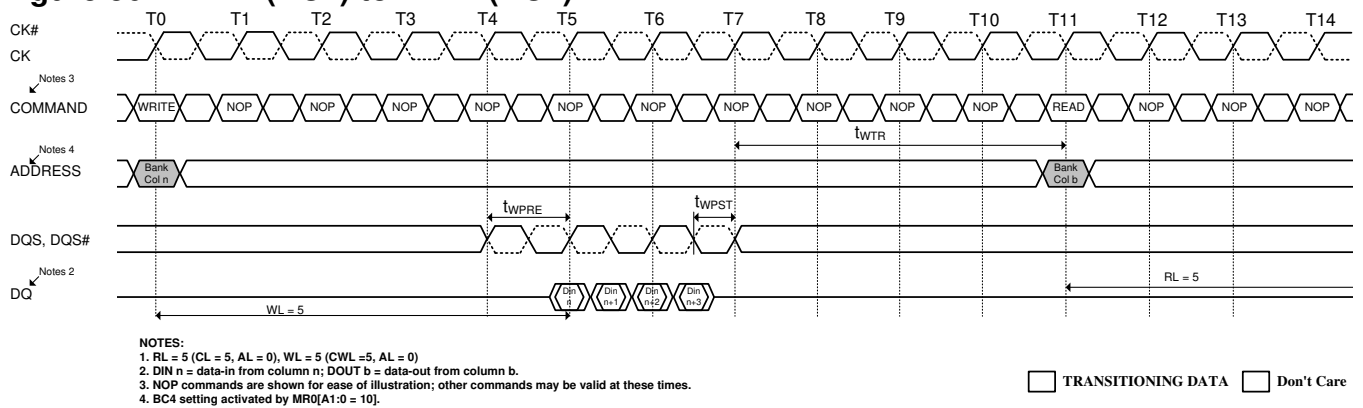 T0 T1 T2 T3 T4 T5 T6 T7 T8 T9 T10 T11 T12 T13 T14
CK#
CK
Notes 3
COMMAND WRITE NOP NOP NOP NOP NOP NOP NOP NOP NOP NOP READ NOP NOP NOP
tWTR
Notes 4
ADDRESS
Bank Col n
Bank Col b
tWPRE
tWPST
DQS, DQS#
Notes 2
DQ
Din n
Din n+1
Din n+2
Din n+3
RL = 5
WL = 5
NOTES:
1. RL = 5 (CL = 5, AL = 0), WL = 5 (CWL =5, AL = 0)
2. DIN n = data-in from column n; DOUT b = data-out from column b.
3. NOP commands are shown for ease of illustration; other commands may be valid at these times.
4. BC4 setting activated by MR0[A1:0 = 10].
TRANSITIONING DATA
Don't Care